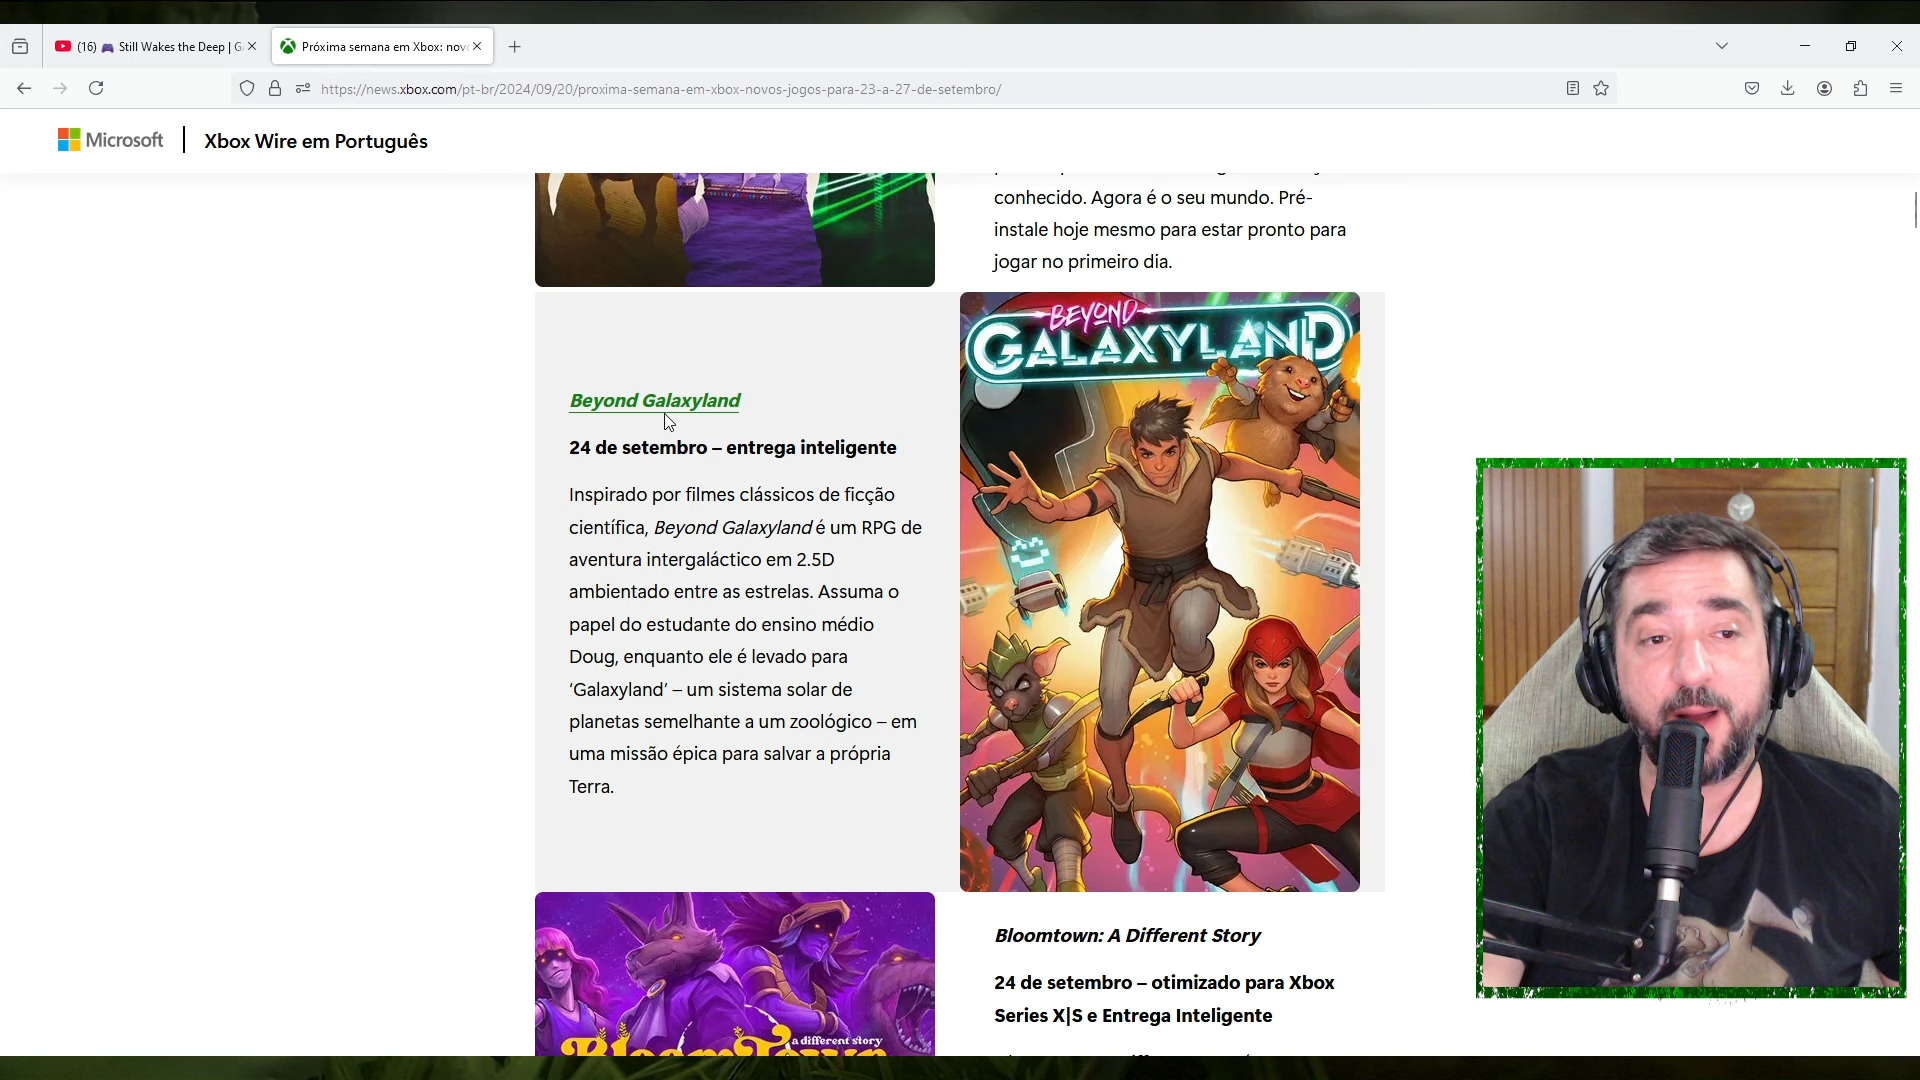 (16) 🎮 Still Wakes the Deep | G
Próxima semana em Xbox: nov
https://news.xbox.com/pt-br/2024/09/20/proxima-semana-em-xbox-novos-jogos-para-23-a-27-de-setembro/
Microsoft
Xbox Wire em Português
conhecido. Agora é o seu mundo. Pré-
instale hoje mesmo para estar pronto para
jogar no primeiro dia.
Beyond Galaxyland
24 de setembro – entrega inteligente
Inspirado por filmes clássicos de ficção
científica, Beyond Galaxyland é um RPG de
aventura intergaláctico em 2.5D
ambientado entre as estrelas. Assuma o
papel do estudante do ensino médio
Doug, enquanto ele é levado para
‘Galaxyland’ – um sistema solar de
planetas semelhante a um zoológico – em
uma missão épica para salvar a própria
Terra.
BEYOND
GALAXYLAND
a different story
BloomTown
Bloomtown: A Different Story
24 de setembro – otimizado para Xbox
Series X|S e Entrega Inteligente